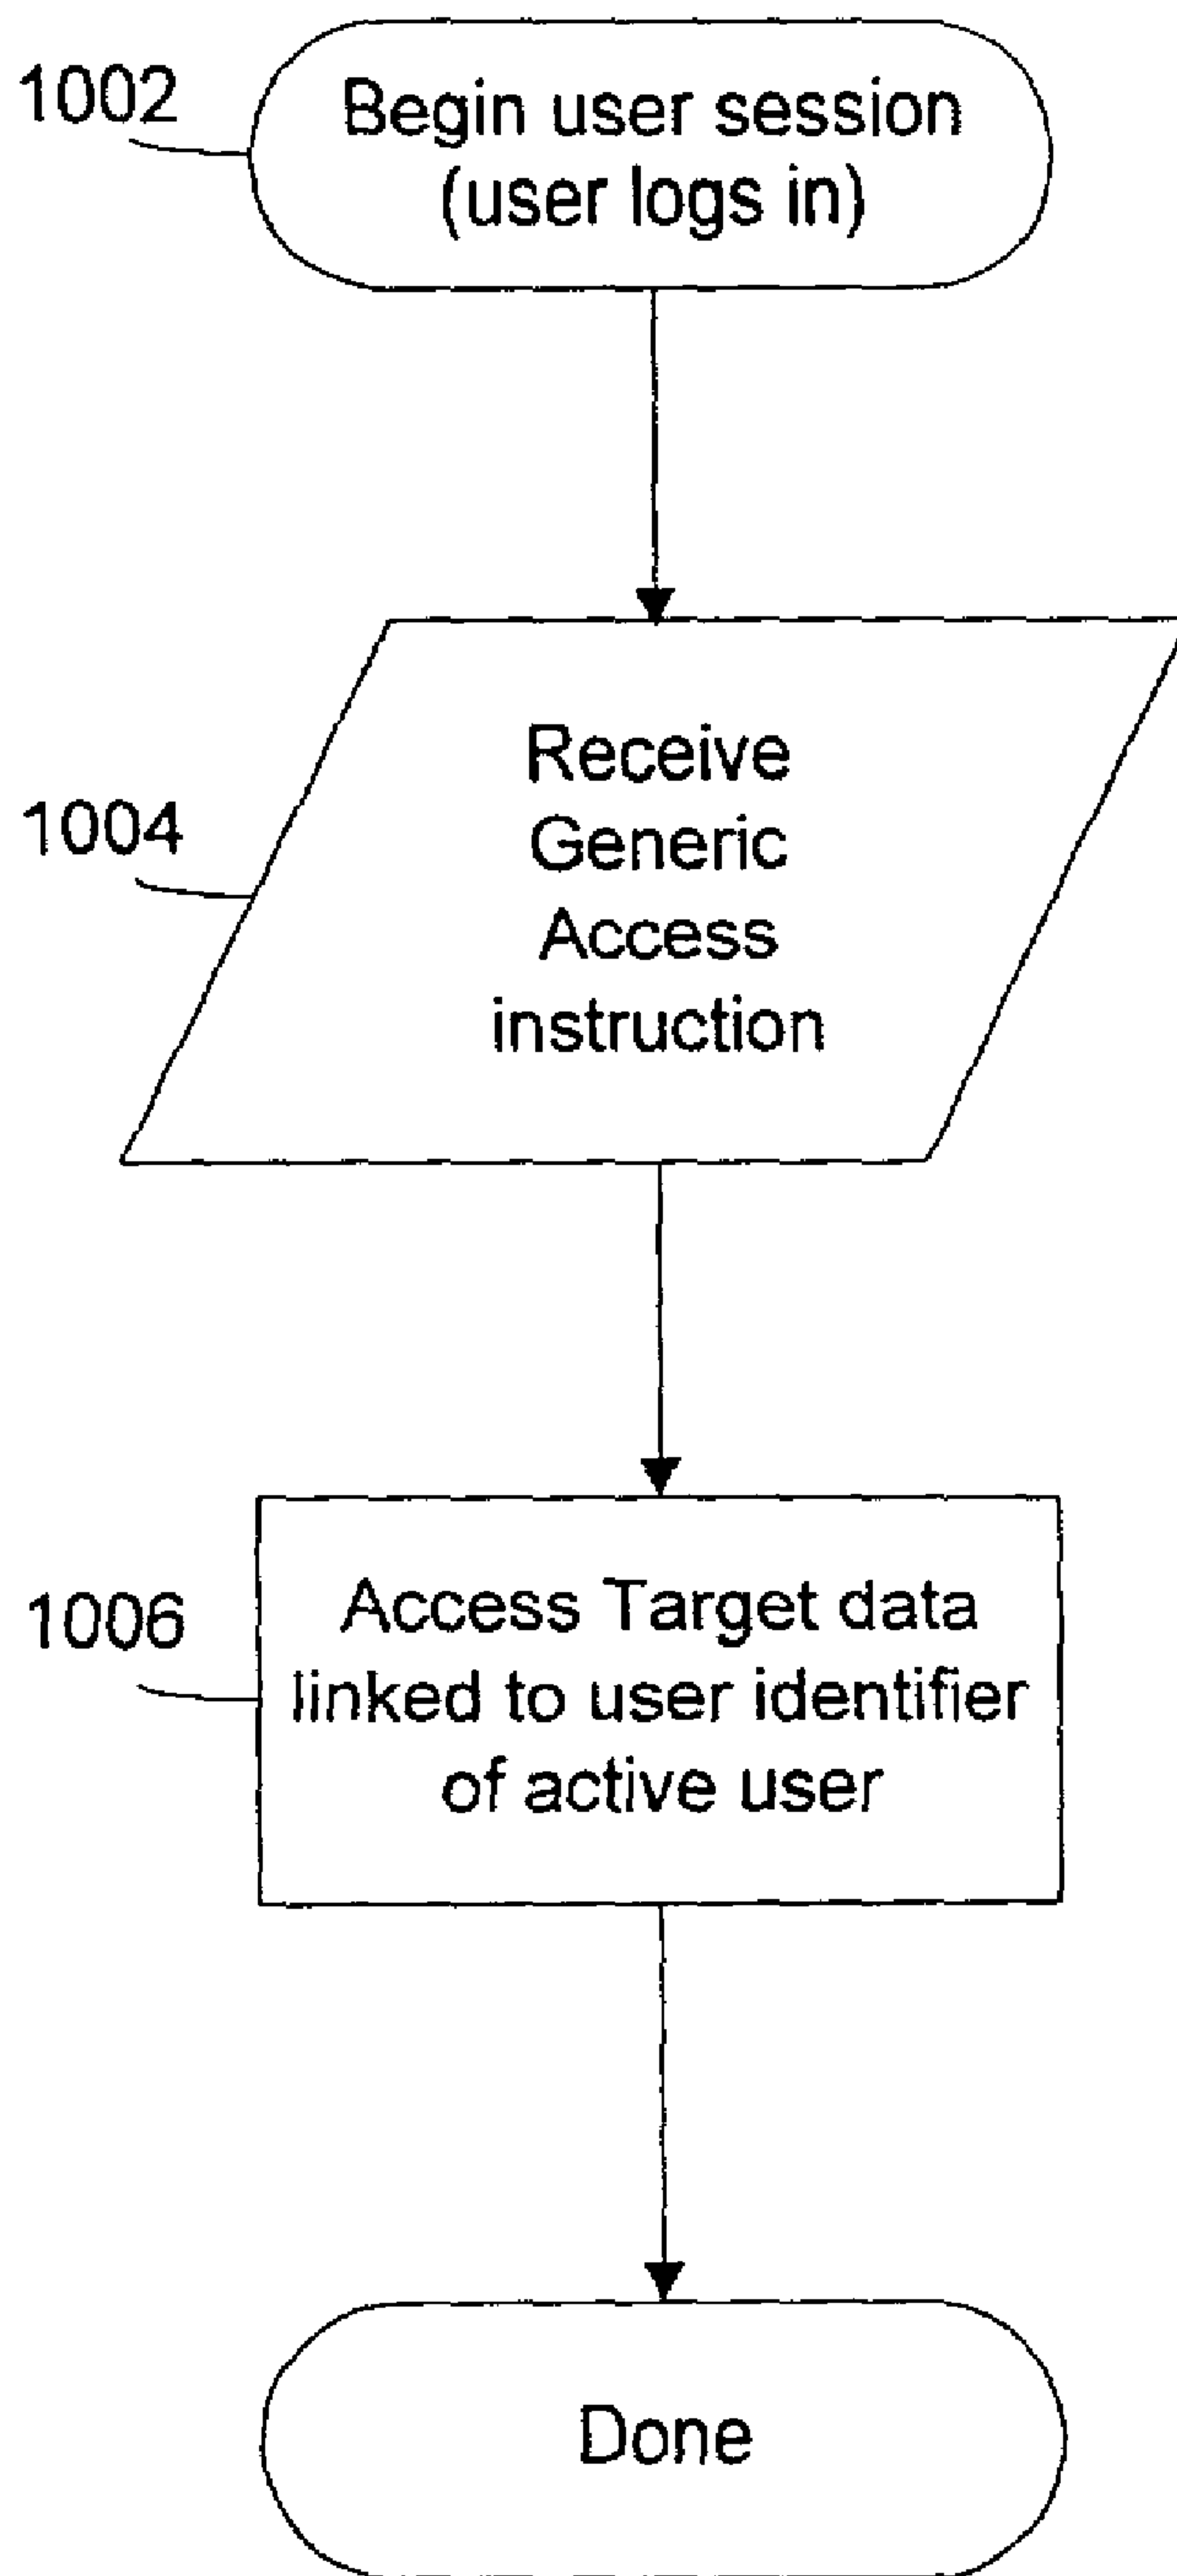 1002
Begin user session
(user logs in)
1004
Receive
Generic
Access
instruction
1006
Access Target data
linked to user identifier
of active user
Done